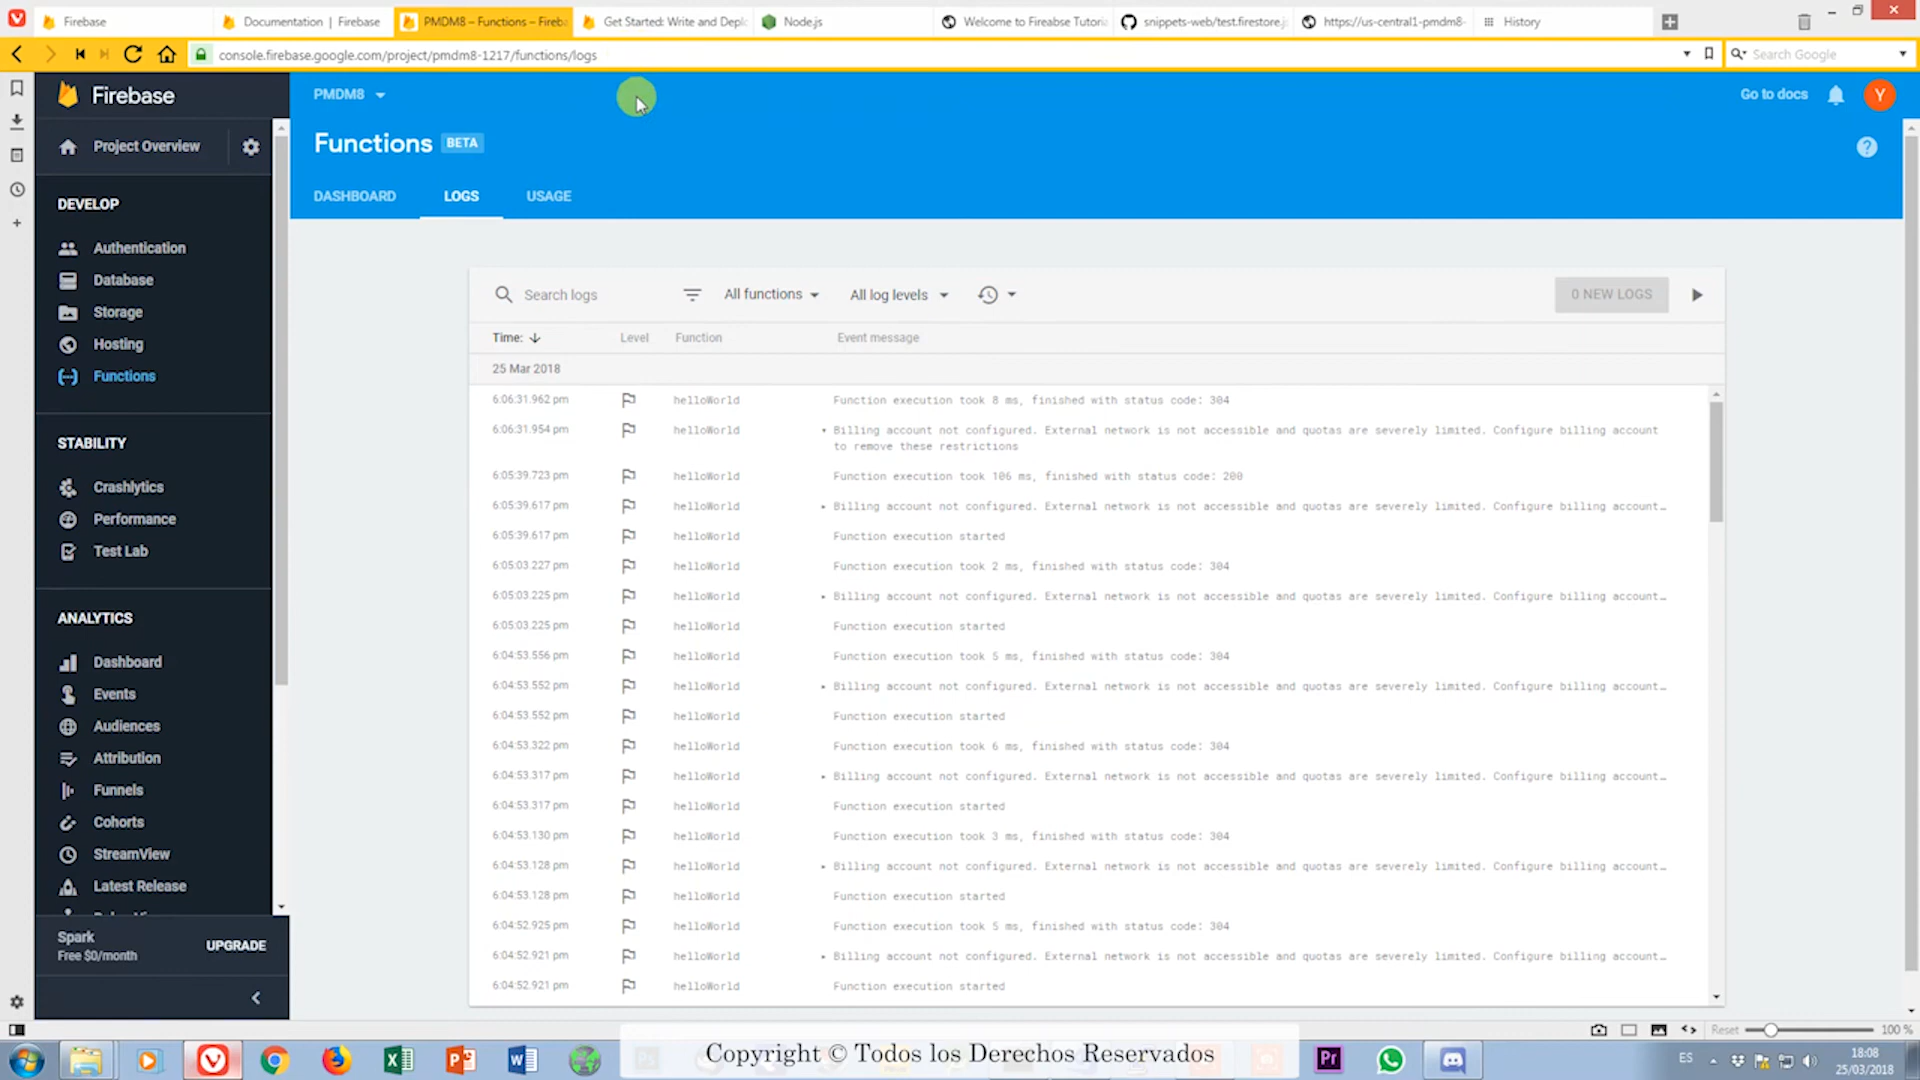 Firebase
Documentation | Firebase
PMDM8 – Functions – Fireba
Get Started: Write and Deplo
Node.js
Welcome to Fireabse Tutoria
snippets-web/test.firestore.js
https://us-central1-pmdm8-
History
console.firebase.google.com/project/pmdm8-1217/functions/logs
Search Google
Firebase
PMDM8
Go to docs
Y
Project Overview
Functions
BETA
?
DASHBOARD
LOGS
USAGE
DEVELOP
Authentication
Database
Storage
Hosting
Functions
STABILITY
Crashlytics
Performance
Test Lab
ANALYTICS
Dashboard
Events
Audiences
Attribution
Funnels
Cohorts
StreamView
Latest Release
Spark
Free $0/month
UPGRADE
Search logs
All functions
All log levels
0 NEW LOGS
Time:
Level
Function
Event message
25 Mar 2018
6:06:31.962 pm helloWorld Function execution took 8 ms, finished with status code: 304
6:06:31.954 pm helloWorld Billing account not configured. External network is not accessible and quotas are severely limited. Configure billing account
to remove these restrictions
6:05:39.723 pm helloWorld Function execution took 106 ms, finished with status code: 200
6:05:39.617 pm helloWorld Billing account not configured. External network is not accessible and quotas are severely limited. Configure billing account…
6:05:39.617 pm helloWorld Function execution started
6:05:03.227 pm helloWorld Function execution took 2 ms, finished with status code: 304
6:05:03.225 pm helloWorld Billing account not configured. External network is not accessible and quotas are severely limited. Configure billing account…
6:05:03.225 pm helloWorld Function execution started
6:04:53.556 pm helloWorld Function execution took 5 ms, finished with status code: 304
6:04:53.552 pm helloWorld Billing account not configured. External network is not accessible and quotas are severely limited. Configure billing account…
6:04:53.552 pm helloWorld Function execution started
6:04:53.322 pm helloWorld Function execution took 6 ms, finished with status code: 304
6:04:53.317 pm helloWorld Billing account not configured. External network is not accessible and quotas are severely limited. Configure billing account…
6:04:53.317 pm helloWorld Function execution started
6:04:53.130 pm helloWorld Function execution took 3 ms, finished with status code: 304
6:04:53.128 pm helloWorld Billing account not configured. External network is not accessible and quotas are severely limited. Configure billing account…
6:04:53.128 pm helloWorld Function execution started
6:04:52.925 pm helloWorld Function execution took 5 ms, finished with status code: 304
6:04:52.921 pm helloWorld Billing account not configured. External network is not accessible and quotas are severely limited. Configure billing account…
6:04:52.921 pm helloWorld Function execution started
Reset
100 %
Copyright © Todos los Derechos Reservados
Pr
ES
18:08
25/03/2018